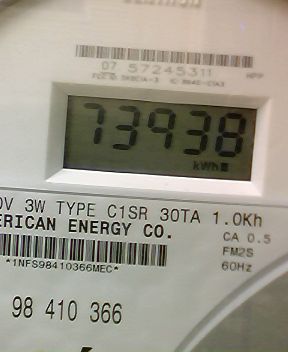 07 57245311
73938
kWh
0V 3W TYPE C1SR 30TA 1.0Kh
ERICAN ENERGY CO.
CA 0.5
FM2S
*1NFS98410366MEC*
60Hz
98 410 366